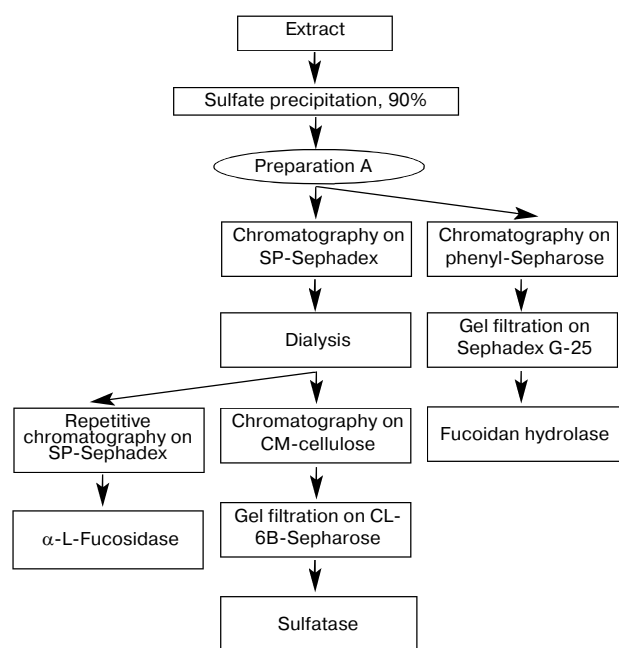 Extract
Sulfate precipitation, 90%
Preparation A
Chromatography on
SP-Sephadex
Chromatography on
phenyl-Sepharose
Dialysis
Gel filtration on
Sephadex G-25
Repetitive
chromatography on
SP-Sephadex
Chromatography on
CM-cellulose
Fucoidan hydrolase
α-L-Fucosidase
Gel filtration on CL-
6B-Sepharose
Sulfatase